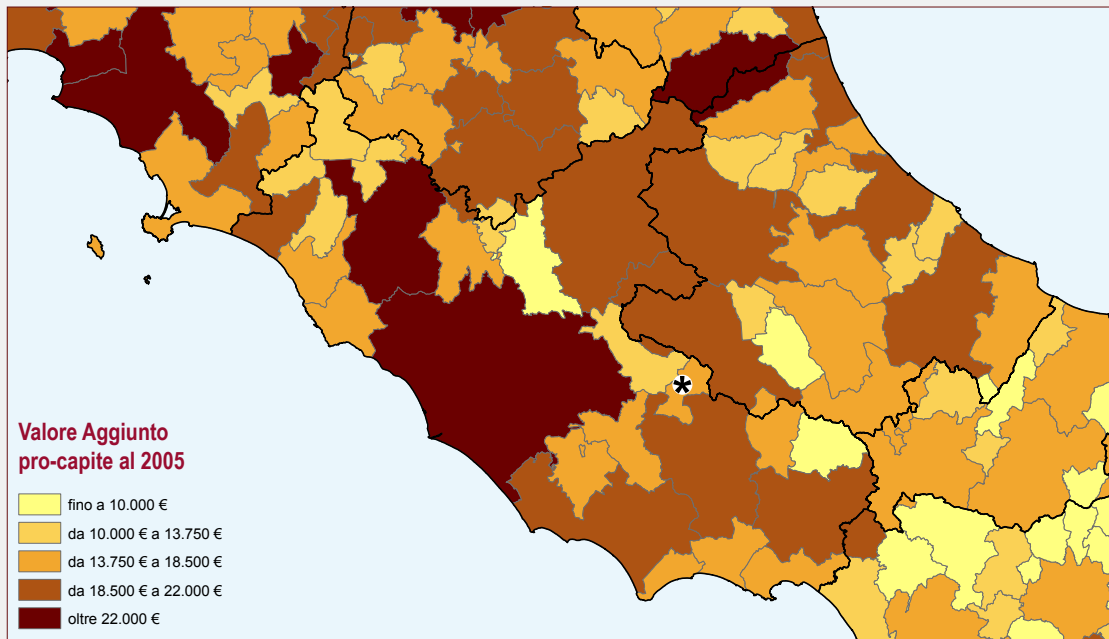 *
Valore Aggiunto
pro-capite al 2005
fino a 10.000 €
da 10.000 € a 13.750 €
da 13.750 € a 18.500 €
da 18.500 € a 22.000 €
oltre 22.000 €